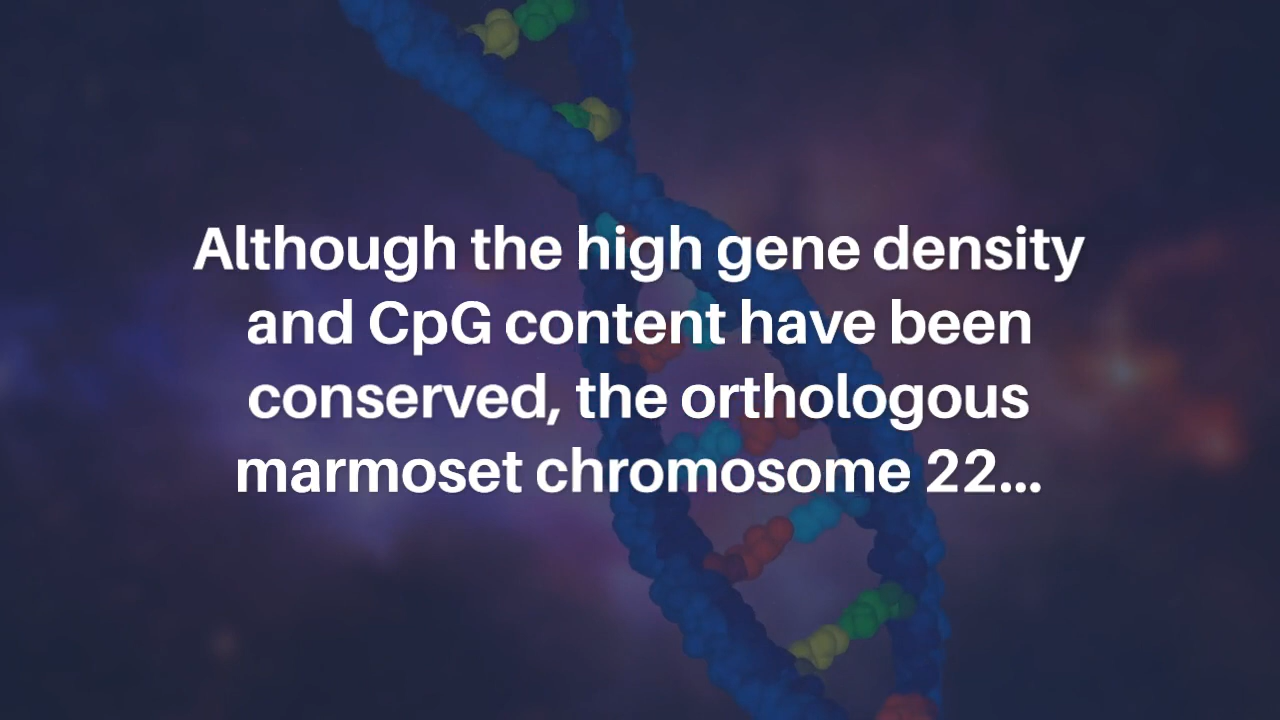 Although the high gene density
and CpG content have been
conserved, the orthologous
marmoset chromosome 22...